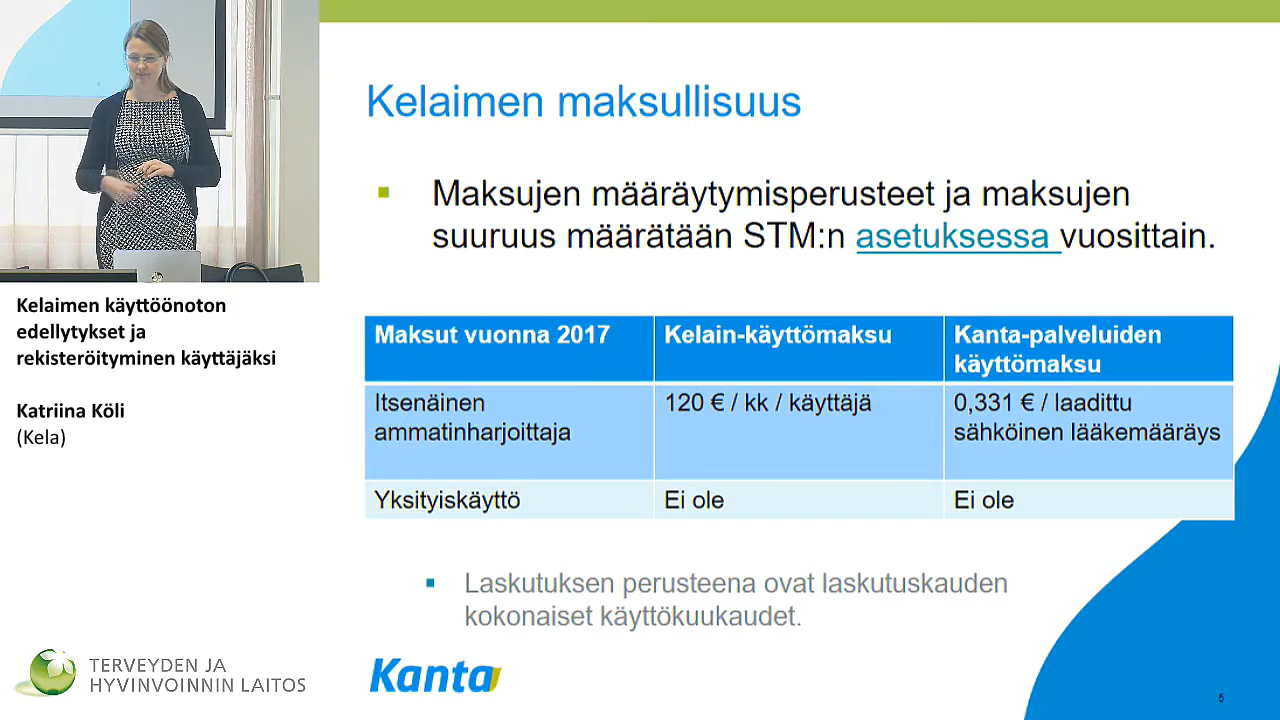 Kelaimen maksullisuus
Maksujen määräytymisperusteet ja maksujen
suuruus määrätään STM:n asetuksessa vuosittain.
Maksut vuonna 2017
Kelain-käyttömaksu
Kanta-palveluiden
käyttömaksu
Itsenäinen
ammatinharjoittaja
120 € / kk / käyttäjä
0,331 € / laadittu
sähköinen lääkemääräys
Yksityiskäyttö
Ei ole
Ei ole
Laskutuksen perusteena ovat laskutuskauden
kokonaiset käyttökuukaudet.
Kelaimen käyttöönoton
edellytykset ja
rekisteröityminen käyttäjäksi
Katriina Köli
(Kela)
TERVEYDEN JA
HYVINVOINNIN LAITOS
Kanta
5